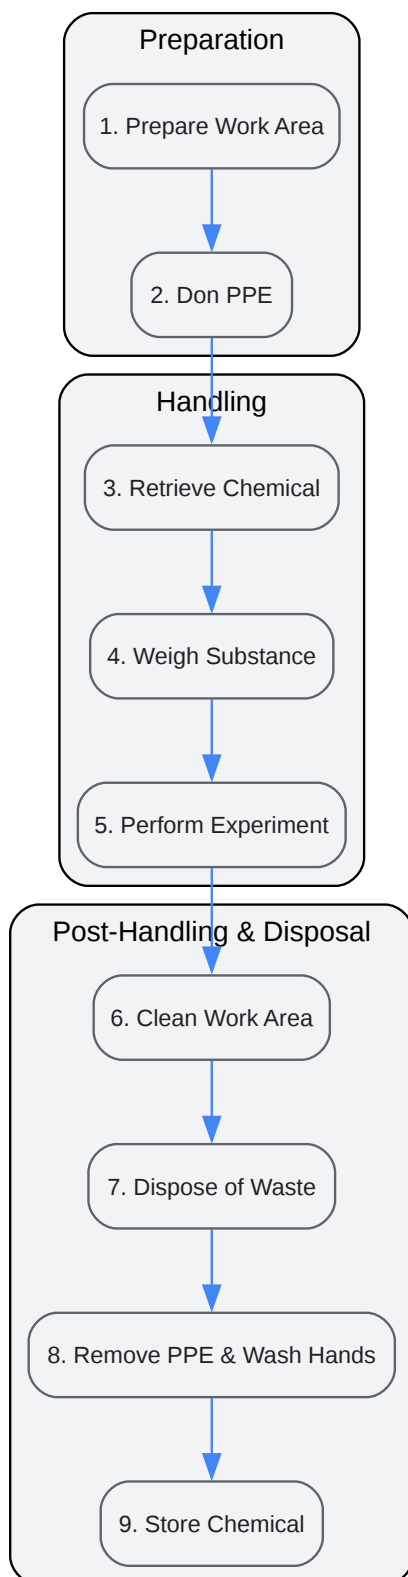 Preparation
1. Prepare Work Area
2. Don PPE
Handling
3. Retrieve Chemical
4. Weigh Substance
5. Perform Experiment
Post-Handling & Disposal
6. Clean Work Area
7. Dispose of Waste
8. Remove PPE & Wash Hands
9. Store Chemical